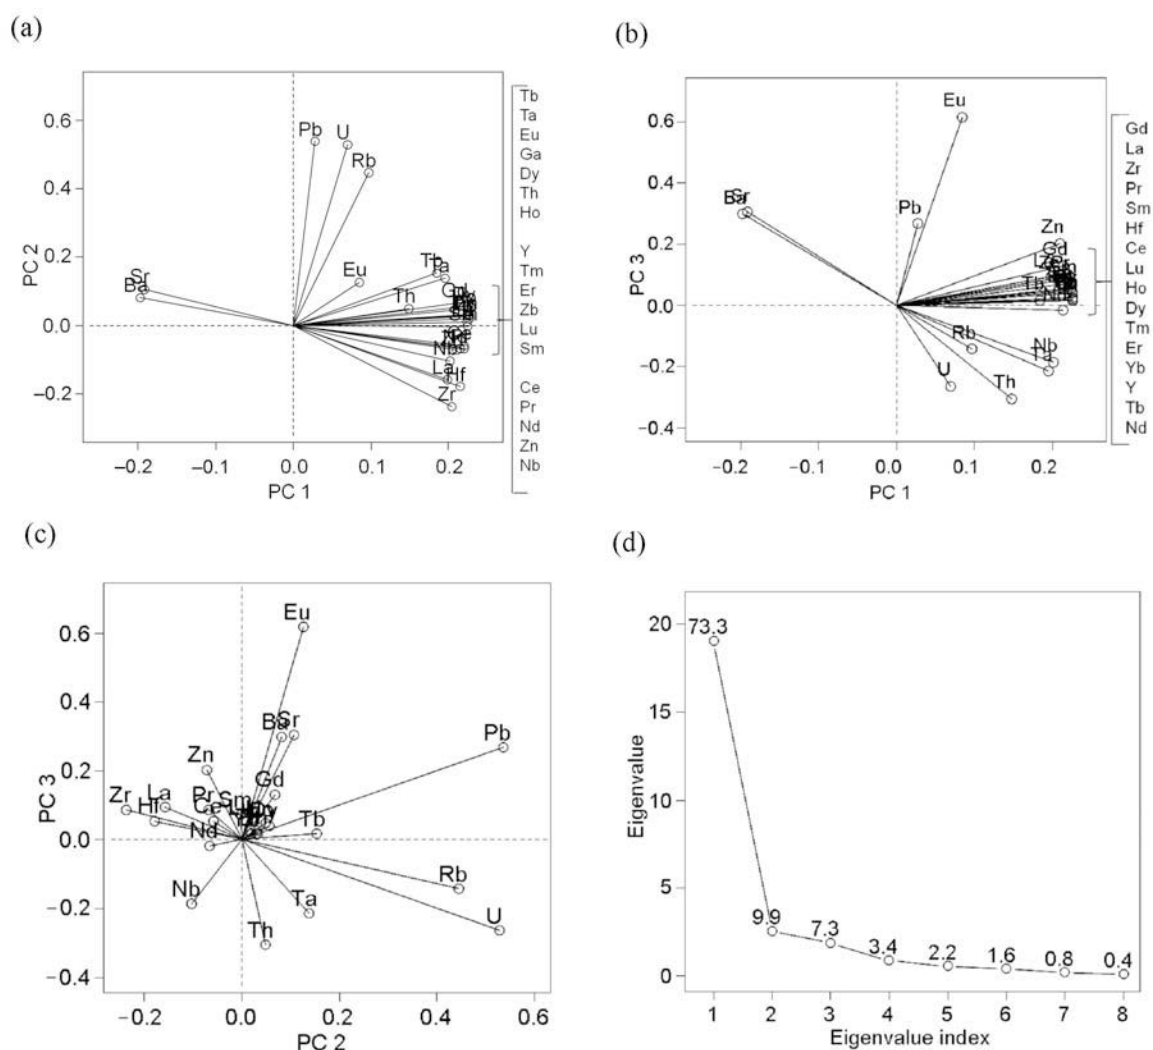 (a)
0.6
0.4
0.2
0.0
−0.2
PC 2
Pb
U
Rb
Eu
Tb
Ta
Th
Sr
Ba
Gd
Nb
La
Hf
Zr
−0.2
−0.1
0.0
0.1
0.2
PC 1
Tb
Ta
Eu
Ga
Dy
Th
Ho
Y
Tm
Er
Zb
Lu
Sm
Ce
Pr
Nd
Zn
Nb
(b)
0.6
0.4
0.2
0.0
−0.2
−0.4
PC 3
Eu
Sr
Ba
Pb
Zn
Gd
Tb
Rb
Nb
Ta
U
Th
−0.2
−0.1
0.0
0.1
0.2
PC 1
Gd
La
Zr
Pr
Sm
Hf
Ce
Lu
Ho
Dy
Tm
Er
Yb
Y
Tb
Nd
(c)
0.6
0.4
0.2
0.0
−0.2
−0.4
PC 3
Eu
Ba
Sr
Pb
Zn
Gd
Zr
La
Hf
Pr
Sm
Ce
Tb
Nd
Rb
Nb
Ta
U
Th
−0.2
0.0
0.2
0.4
0.6
PC 2
(d)
20
15
10
5
0
Eigenvalue
73.3
9.9
7.3
3.4
2.2
1.6
0.8
0.4
1
2
3
4
5
6
7
8
Eigenvalue index